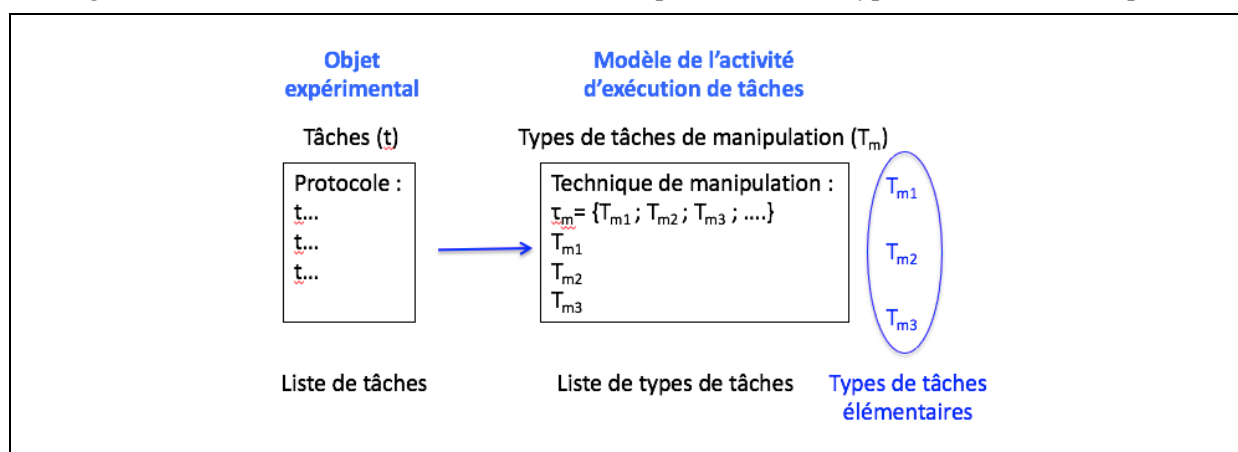 Objet
expérimental
Modèle de l'activité
d'exécution de tâches
Tâches (t)
Types de tâches de manipulation (Tm)
Protocole :
t...
t...
t...
Technique de manipulation :
τm= {Tm1 ; Tm2 ; Tm3 ; ....}
Tm1
Tm2
Tm3
Tm1
Tm2
Tm3
Liste de tâches
Liste de types de tâches
Types de tâches
élémentaires